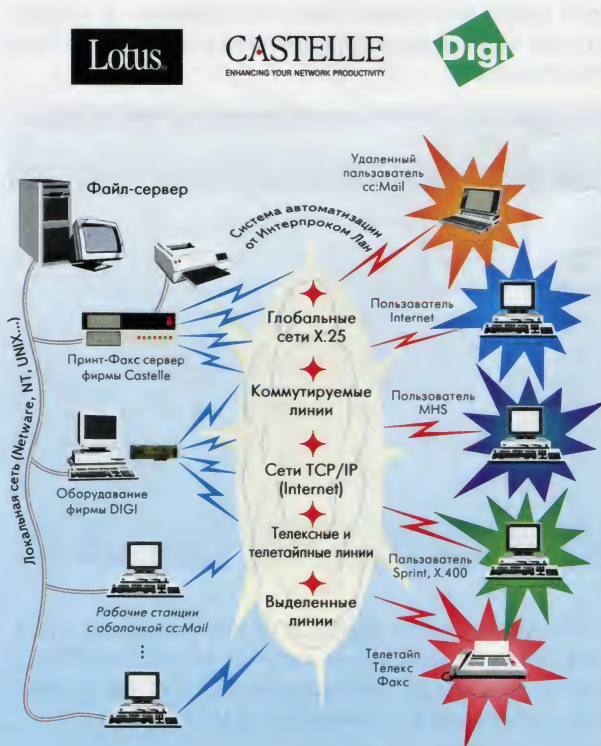 Lotus.
CASTELLE
ENHANCING YOUR NETWORK PRODUCTIVITY
Digi
Файл-сервер
Система автоматизации
от Интерпроком Лан
Удаленный
пальзаватель
cc:Mail
Глобальные
сети X.25
Пользователь
Internet
Принт-Факс сервер
фирмы Castelle
Коммутируемые
линии
Пользователь
MHS
Локальная сеть (Netware, NT, UNIX...)
Сети TCP/IP
(Internet)
Оборудавание
фирмы DIGI
Телексные и
телетайпные линии
Пальзаватель
Sprint, X.400
Рабочие станции
с оболочкой cc:Mail
Выделенные
линии
Телетайп
Телекс
Факс